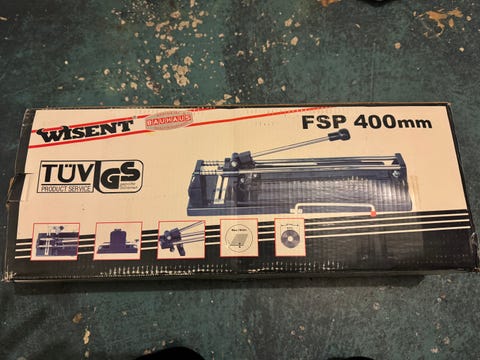 WISENT
BAUHAUS
FSP 400mm
TÜV GS
PRODUCT SERVICE